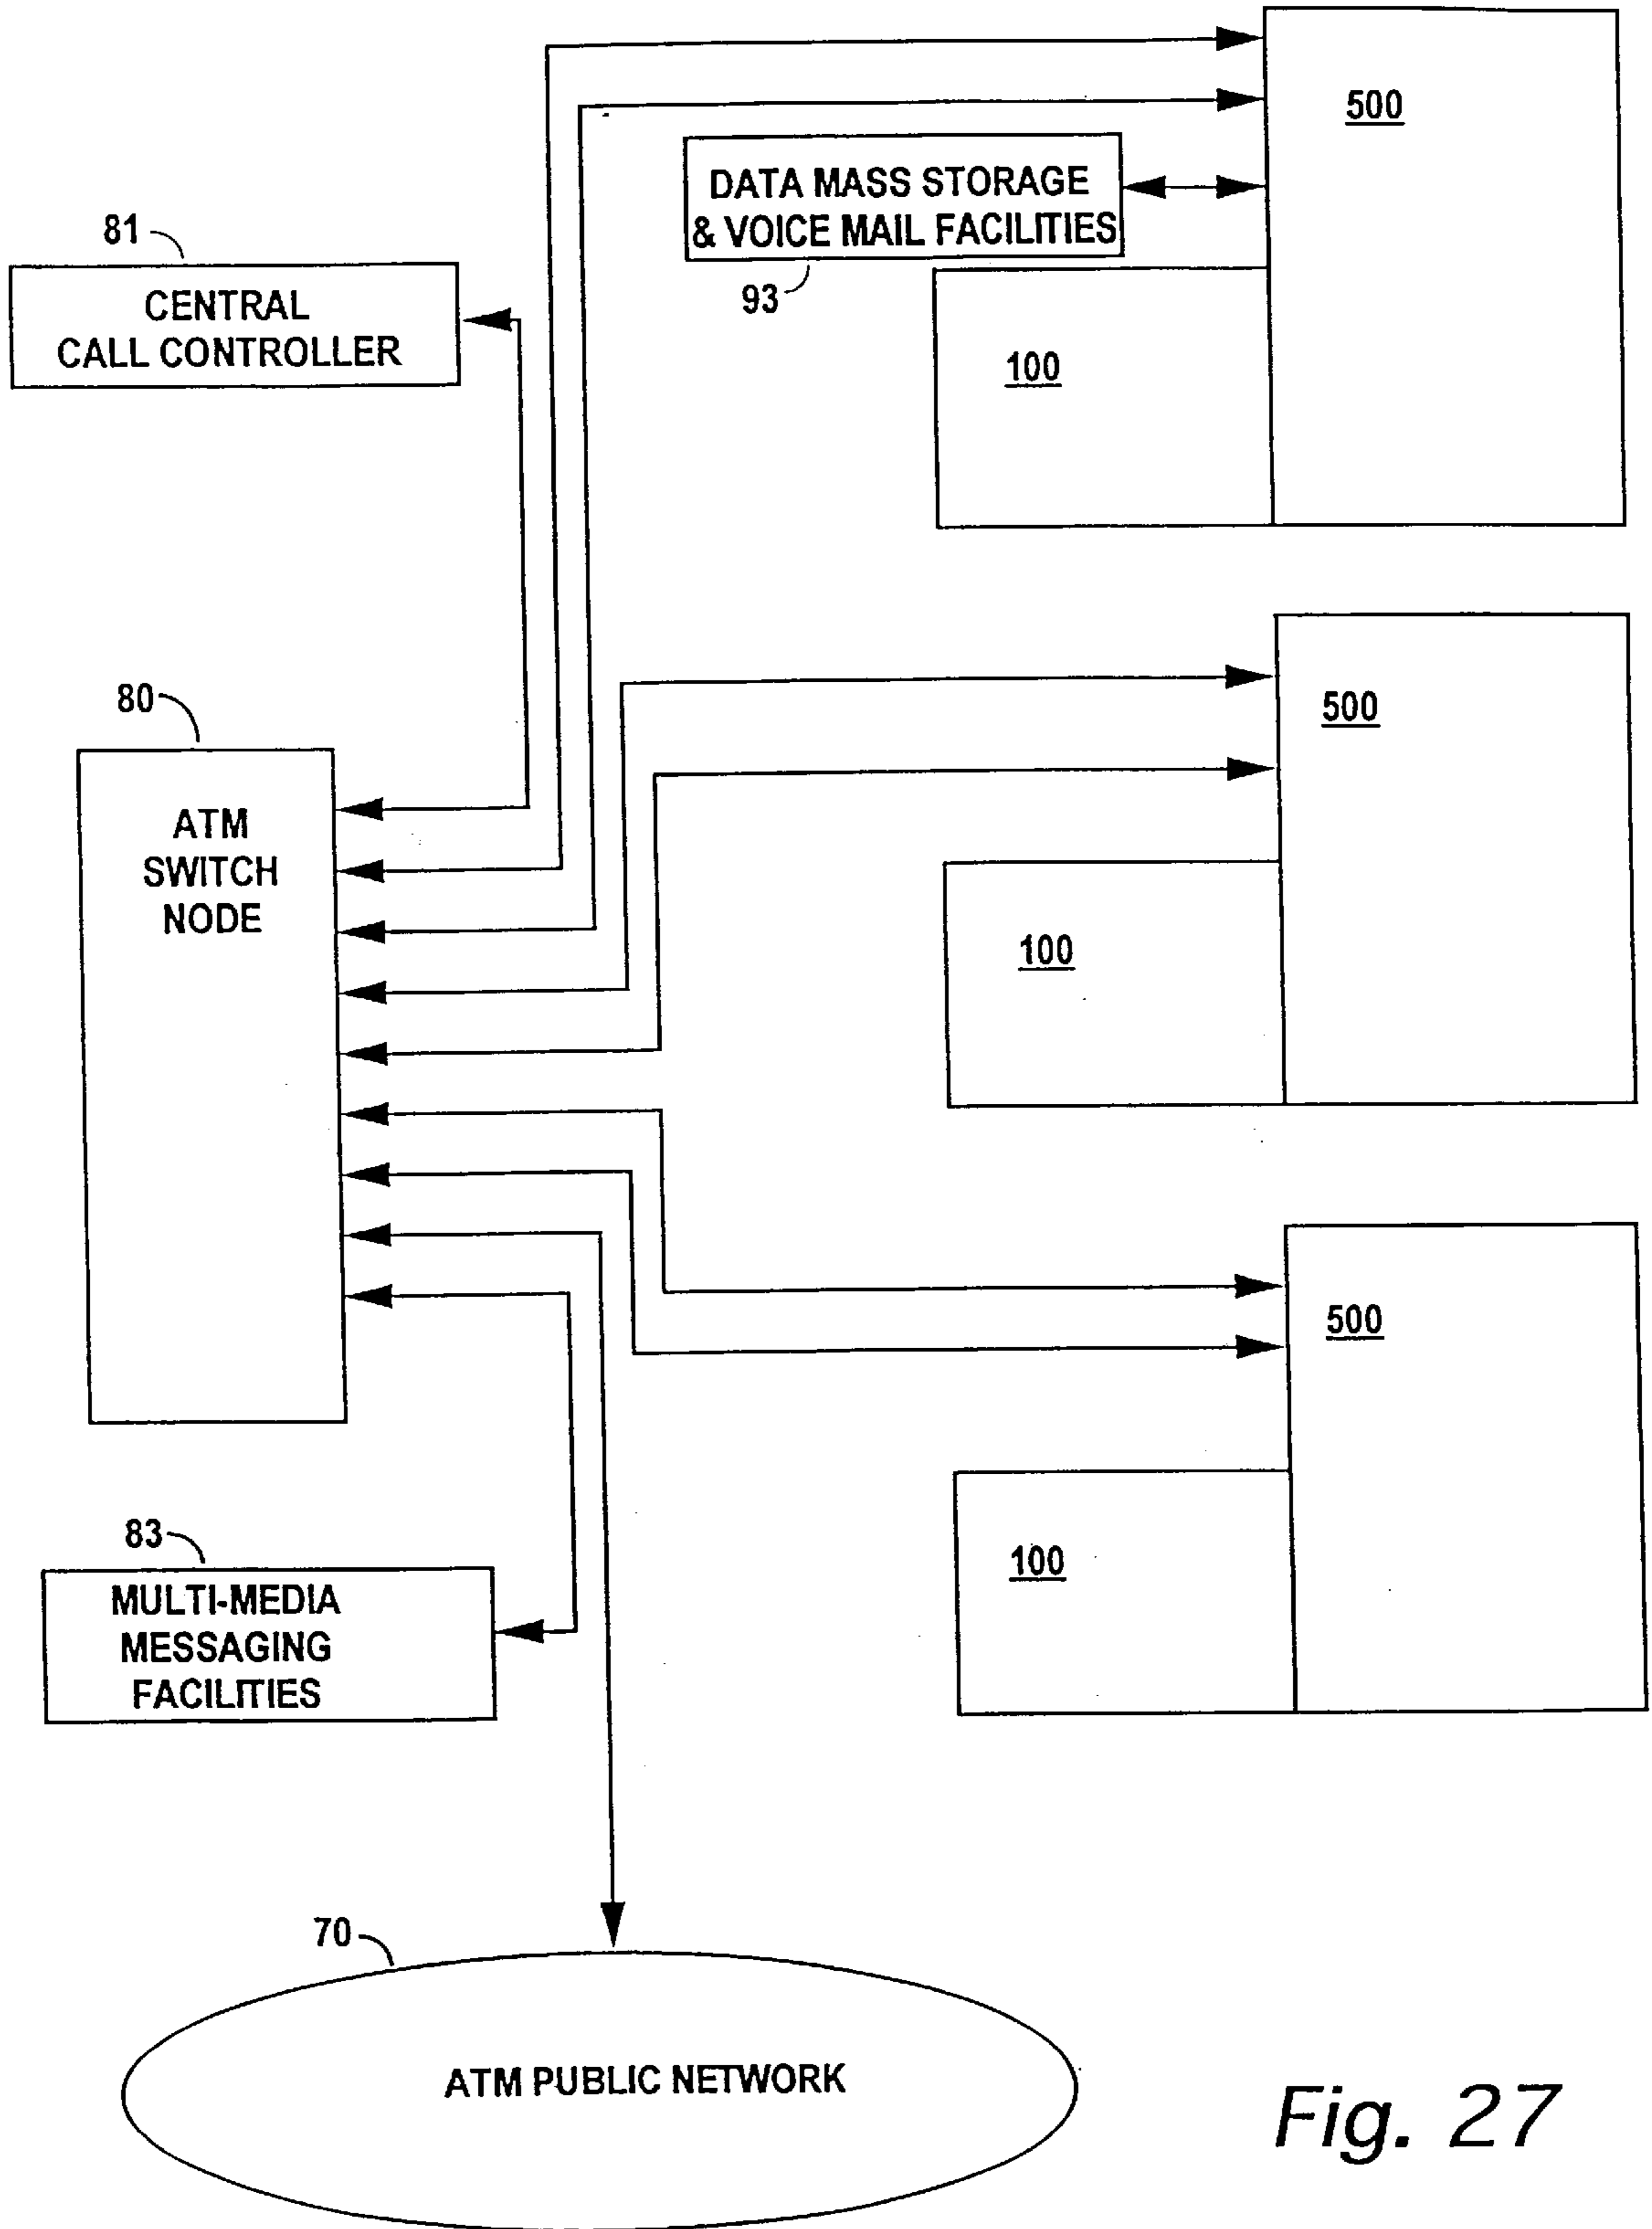 500
DATA MASS STORAGE
& VOICE MAIL FACILITIES
93
81
CENTRAL
CALL CONTROLLER
100
80
ATM
SWITCH
NODE
500
100
500
100
83
MULTI-MEDIA
MESSAGING
FACILITIES
70
ATM PUBLIC NETWORK
Fig. 27